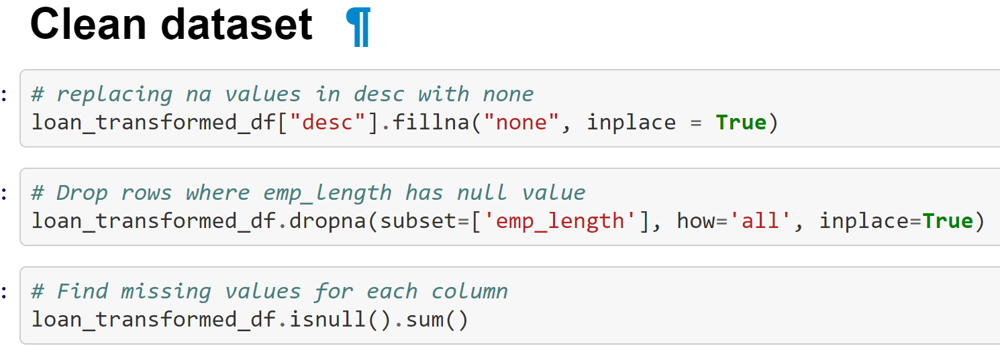 Clean dataset ¶
:
# replacing na values in desc with none
loan_transformed_df["desc"].fillna("none", inplace = True)
:
# Drop rows where emp_length has null value
loan_transformed_df.dropna(subset=['emp_length'], how='all', inplace=True)
:
# Find missing values for each column
loan_transformed_df.isnull().sum()